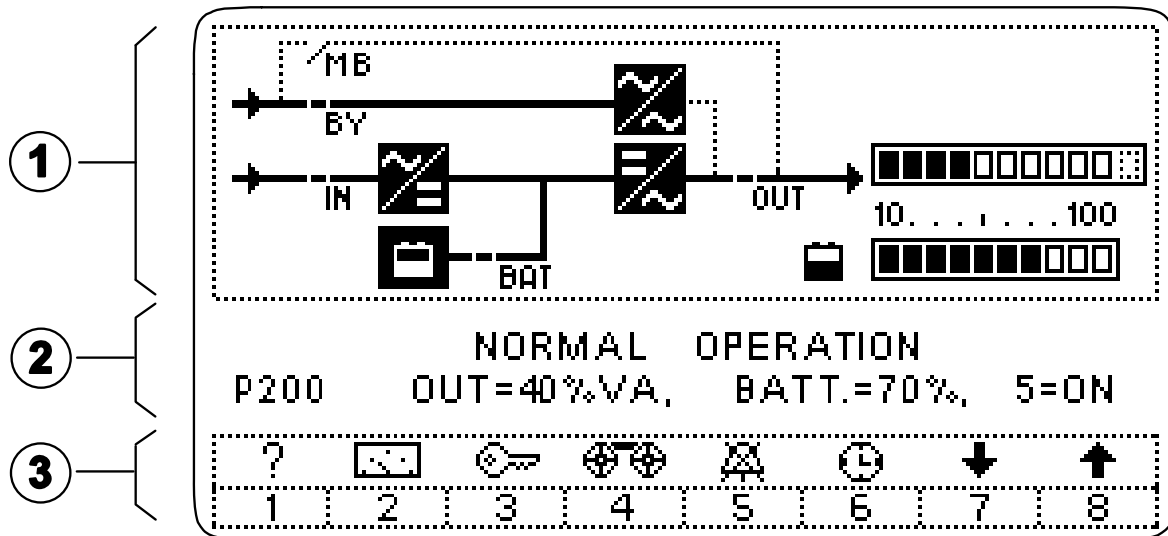 1
MB
BY
IN
OUT
10. . . ı . . . 100
BAT
2
NORMAL OPERATION
P200 OUT=40%VA, BATT.=70%, 5=ON
3
?
1 2 3 4 5 6 7 8